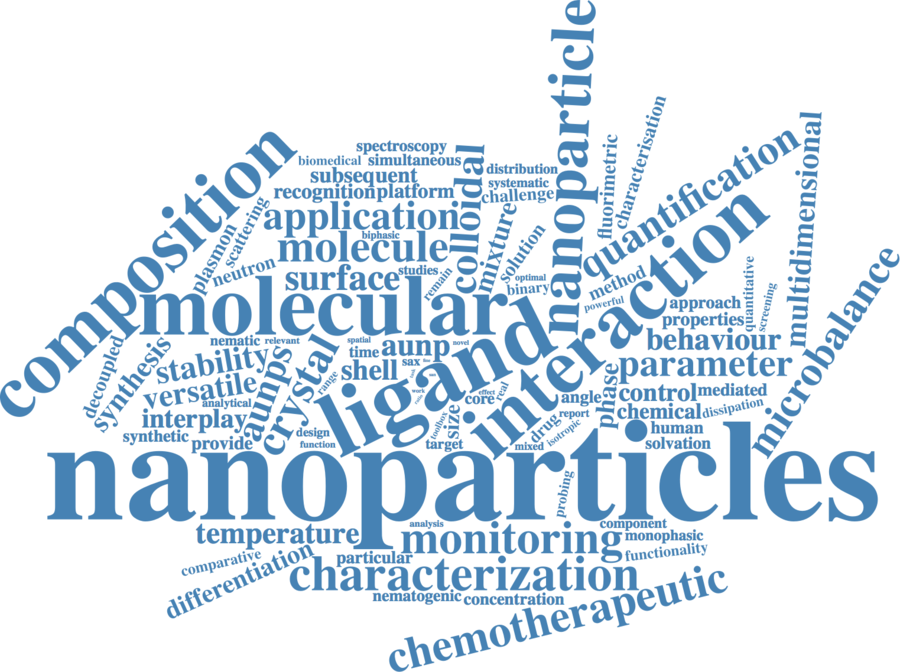 nanoparticle
composition
spectroscopy
biomedical
simultaneous
subsequent
recognition
platform
colloidal
distribution
systematic
challenge
fluorimetric
characterisation
quantification
multidimensional
application
biphasic
molecule
mixture
solution
plasmon
scattering
neutron
surface
studies
remain
optimal
binary
method
powerful
interaction
molecular
approach
properties
quantitative
screening
microbalance
decoupled
synthesis
nematic
relevant
spatial
time
aunp
novel
ligand
behaviour
stability
versatile
analytical
aunps
crystal
range
shell
sax
parameter
interplay
synthetic
provide
design
function
work
effect
core
real
size
toolbox
target
angle
report
drug
mixed
isotropic
phase
control
mediated
chemical
dissipation
human
solvation
nanoparticles
probing
temperature
analysis
monitoring
component
monophasic
functionality
comparative
particular
differentiation
characterization
nematogenic
concentration
chemotherapeutic